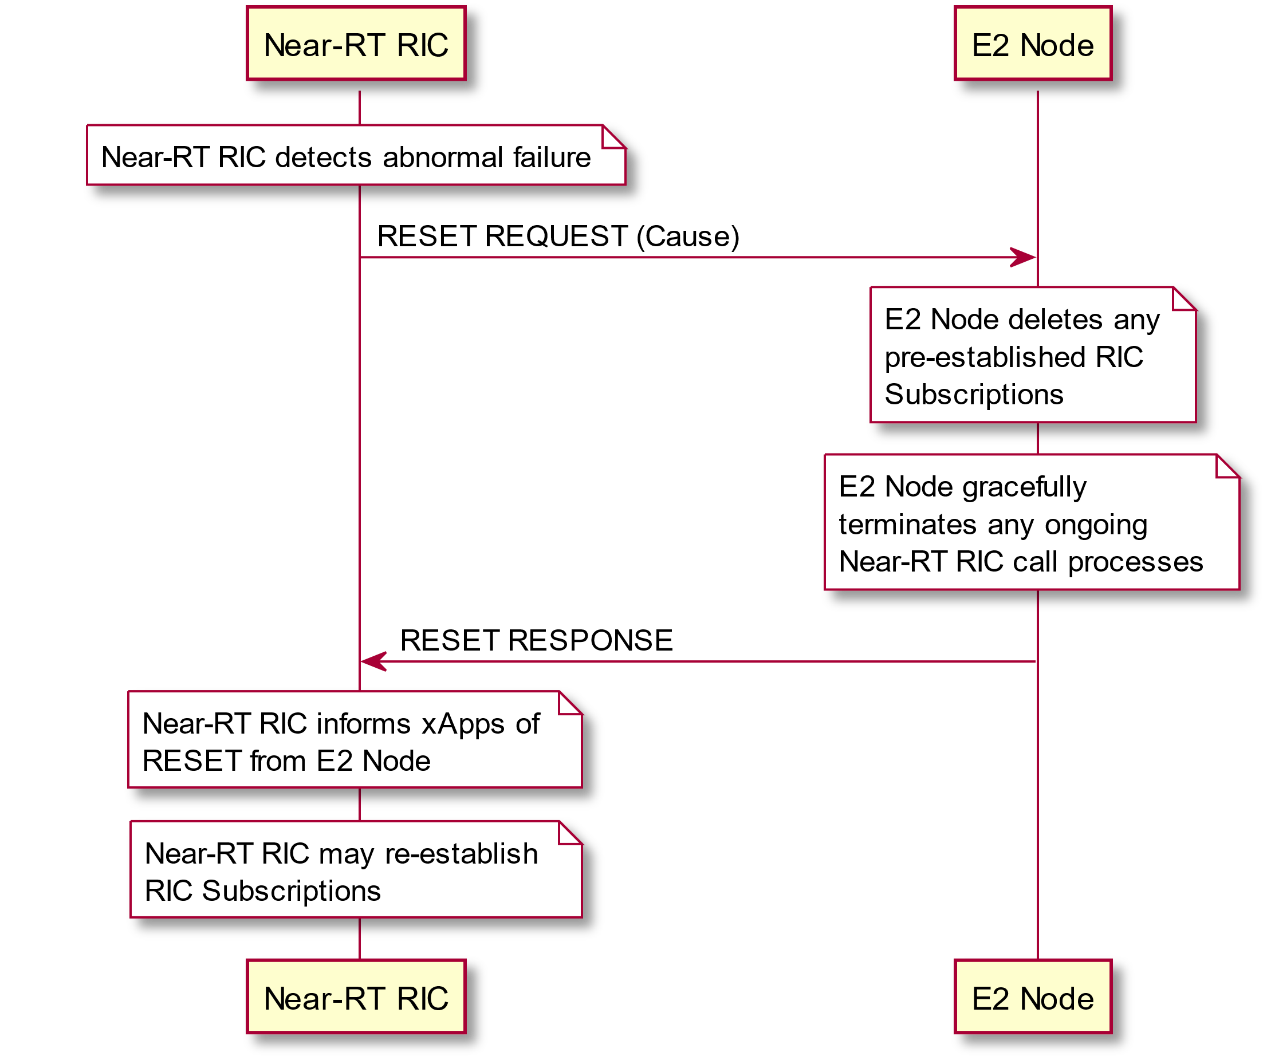 Near-RT RIC
E2 Node
Near-RT RIC detects abnormal failure
RESET REQUEST (Cause)
E2 Node deletes any
pre-established RIC
Subscriptions
E2 Node gracefully
terminates any ongoing
Near-RT RIC call processes
RESET RESPONSE
Near-RT RIC informs xApps of
RESET from E2 Node
Near-RT RIC may re-establish
RIC Subscriptions
Near-RT RIC
E2 Node